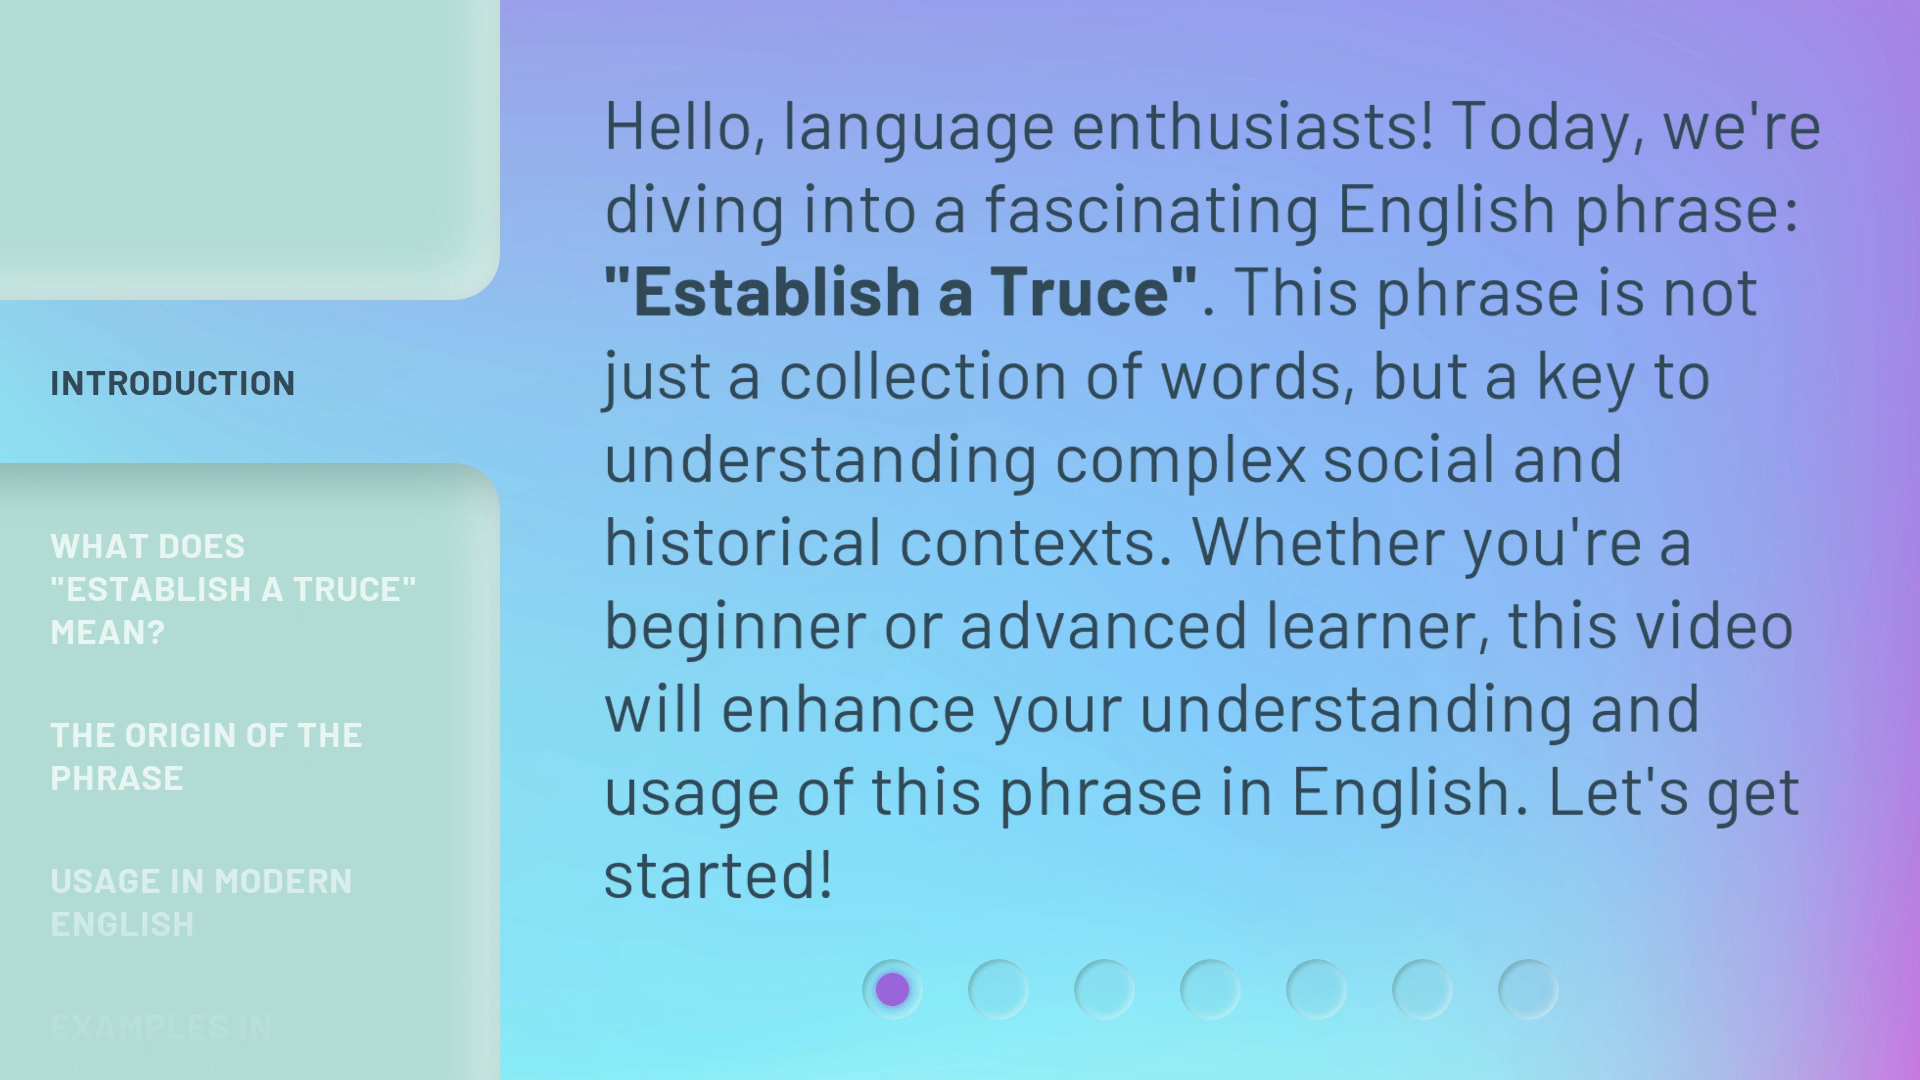 INTRODUCTION
WHAT DOES
"ESTABLISH A TRUCE"
MEAN?
THE ORIGIN OF THE
PHRASE
USAGE IN MODERN
ENGLISH
EXAMPLES IN
Hello, language enthusiasts! Today, we're
diving into a fascinating English phrase:
"Establish a Truce". This phrase is not
just a collection of words, but a key to
understanding complex social and
historical contexts. Whether you're a
beginner or advanced learner, this video
will enhance your understanding and
usage of this phrase in English. Let's get
started!